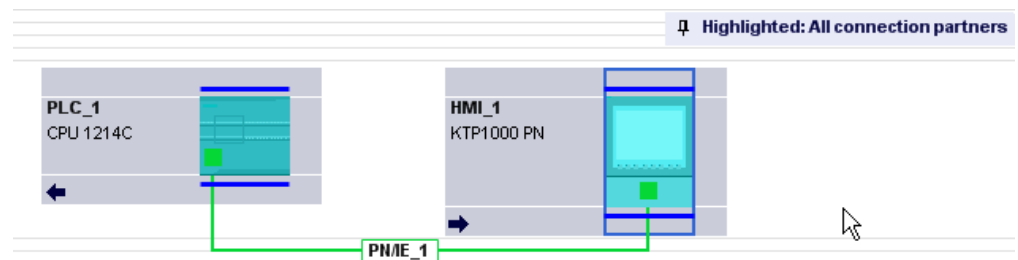 Highlighted: All connection partners
PLC_1
CPU 1214C
HMI_1
KTP1000 PN
PN/IE_1